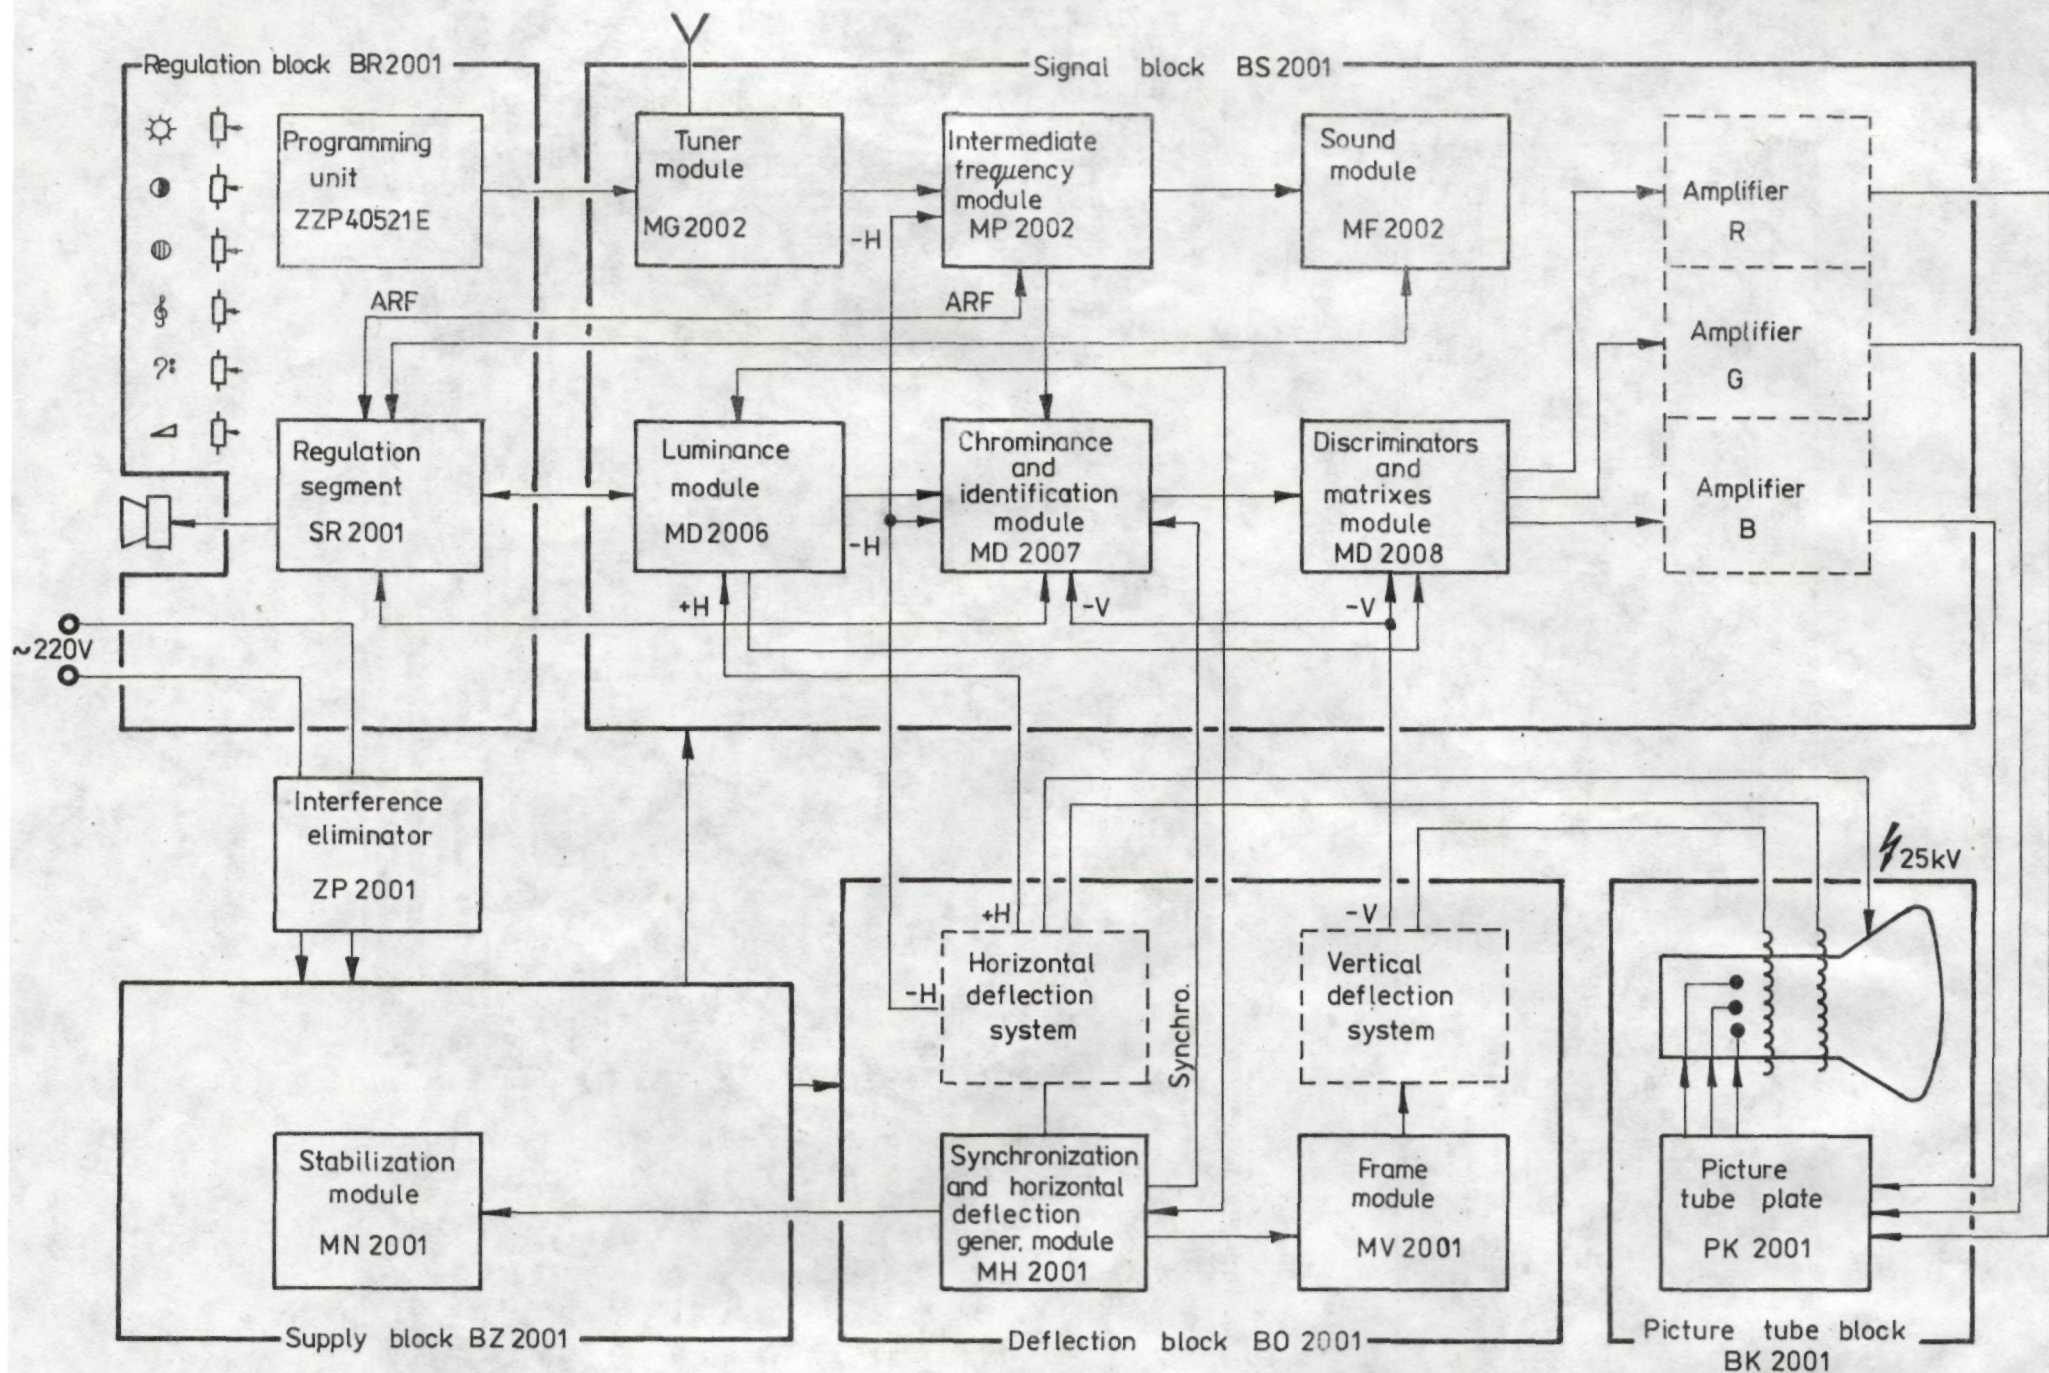 Regulation block BR2001
Signal block BS2001
Programming
unit
ZZP40521E
Tuner
module
MG2002
Intermediate
frequency
module
MP 2002
Sound
module
MF 2002
Amplifier
R
-H
ARF
ARF
Amplifier
G
Regulation
segment
SR 2001
Luminance
module
MD2006
Chrominance
and
identification
module
MD 2007
Discriminators
and
matrixes
module
MD 2008
Amplifier
B
-H
+H
-V
-V
~220V
Interference
eliminator
ZP 2001
25kV
+H
-V
Horizontal
deflection
system
-H
Synchro.
Vertical
deflection
system
Stabilization
module
MN 2001
Synchronization
and horizontal
deflection
gener. module
MH 2001
Frame
module
MV 2001
Picture
tube plate
PK 2001
Supply block BZ 2001
Deflection block BO 2001
Picture tube block
BK 2001